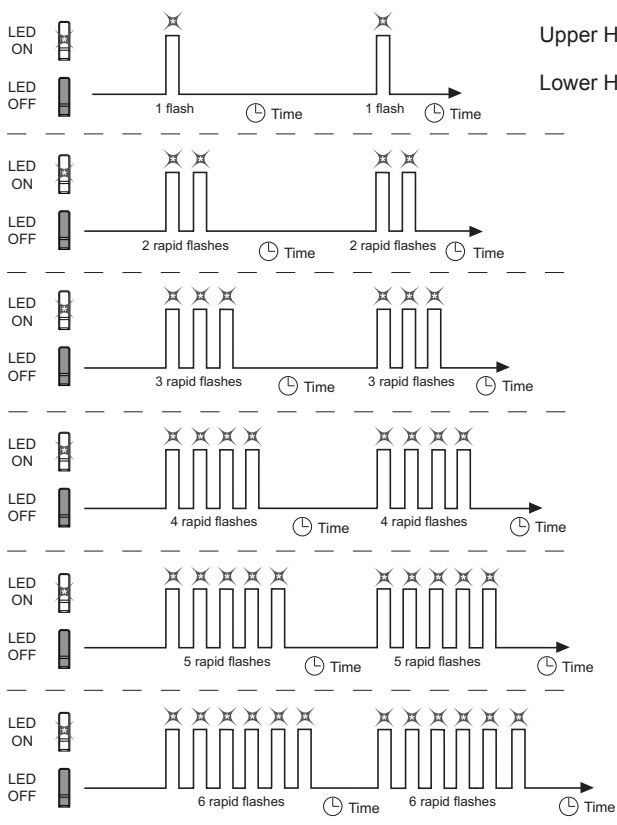 LED
ON
Upper H
LED
OFF
Lower H
1 flash Time 1 flash Time
LED
ON
LED
OFF
2 rapid flashes Time 2 rapid flashes Time
LED
ON
LED
OFF
3 rapid flashes Time 3 rapid flashes Time
LED
ON
LED
OFF
4 rapid flashes Time 4 rapid flashes Time
LED
ON
LED
OFF
5 rapid flashes Time 5 rapid flashes Time
LED
ON
LED
OFF
6 rapid flashes Time 6 rapid flashes Time